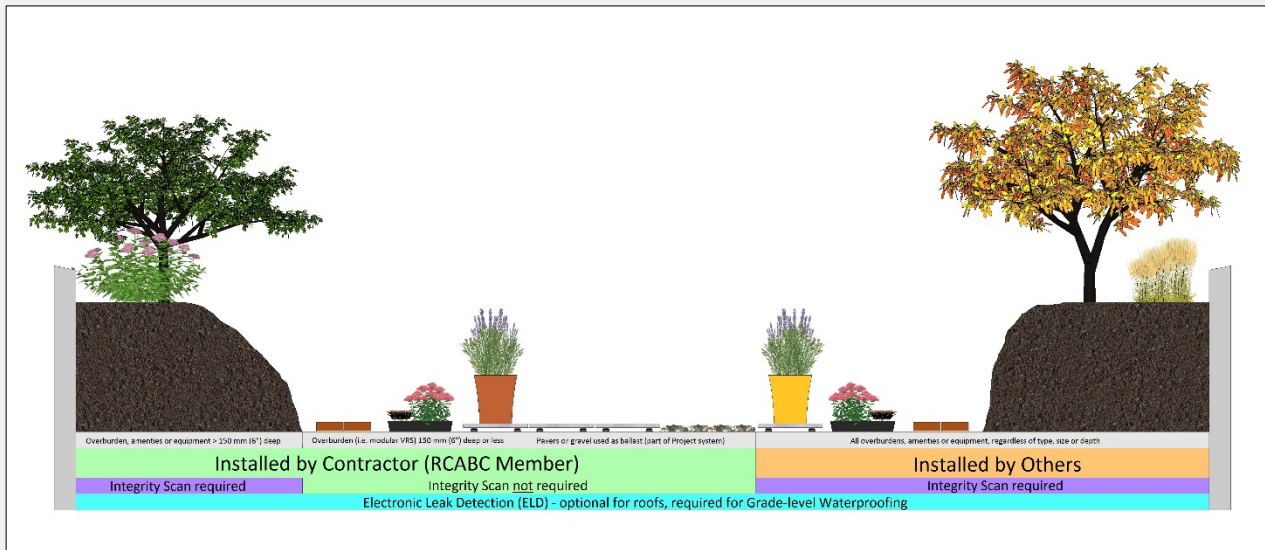 Overburden, amenities or equipment > 150 mm (6") deep
Overburden (i.e. modular VRS) 150 mm (6") deep or less
Pavers or gravel used as ballast (part of Project system)
All overburdens, amenities or equipment, regardless of type, size or depth
Installed by Contractor (RCABC Member)
Installed by Others
Integrity Scan required
Integrity Scan not required
Integrity Scan required
Electronic Leak Detection (ELD) - optional for roofs, required for Grade-level Waterproofing